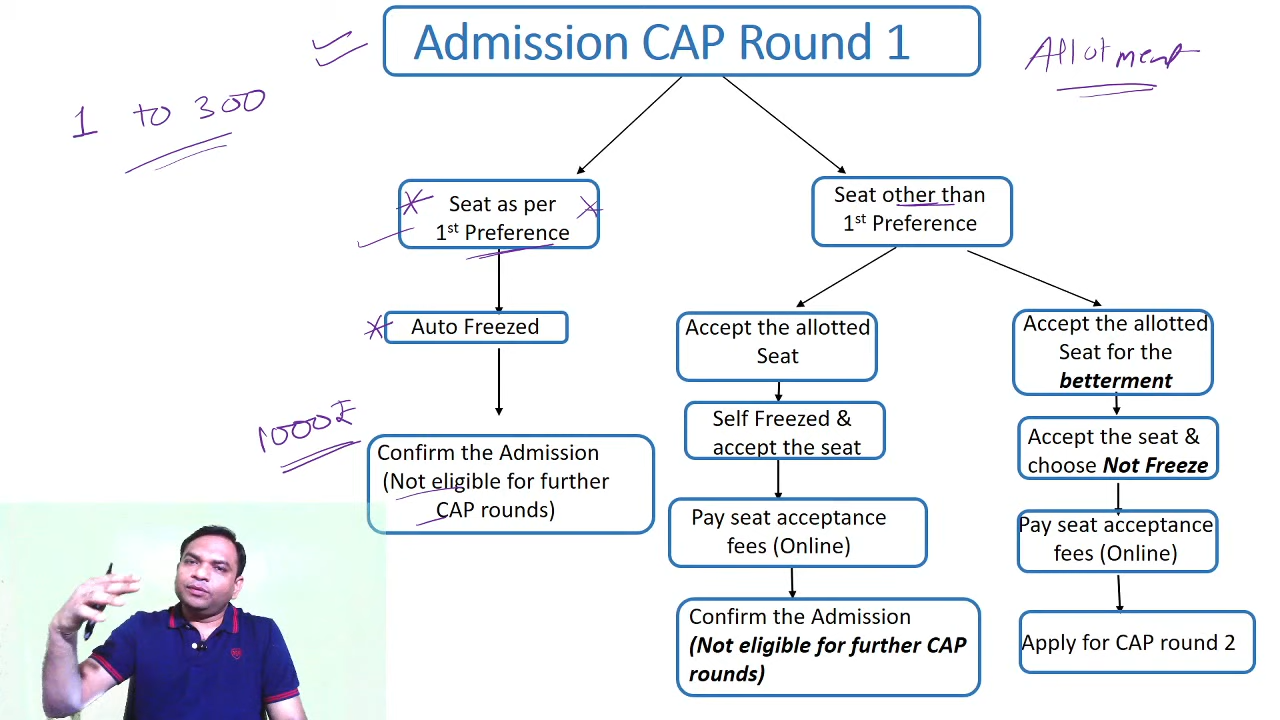 Admission CAP Round 1
Allotment
1 to 300
Seat as per
1st Preference
Seat other than
1st Preference
Auto Freezed
Accept the allotted
Seat
Accept the allotted
Seat for the
betterment
1000₹
Confirm the Admission
(Not eligible for further
CAP rounds)
Self Freezed &
accept the seat
Accept the seat &
choose Not Freeze
Pay seat acceptance
fees (Online)
Pay seat acceptance
fees (Online)
Confirm the Admission
(Not eligible for further CAP
rounds)
Apply for CAP round 2